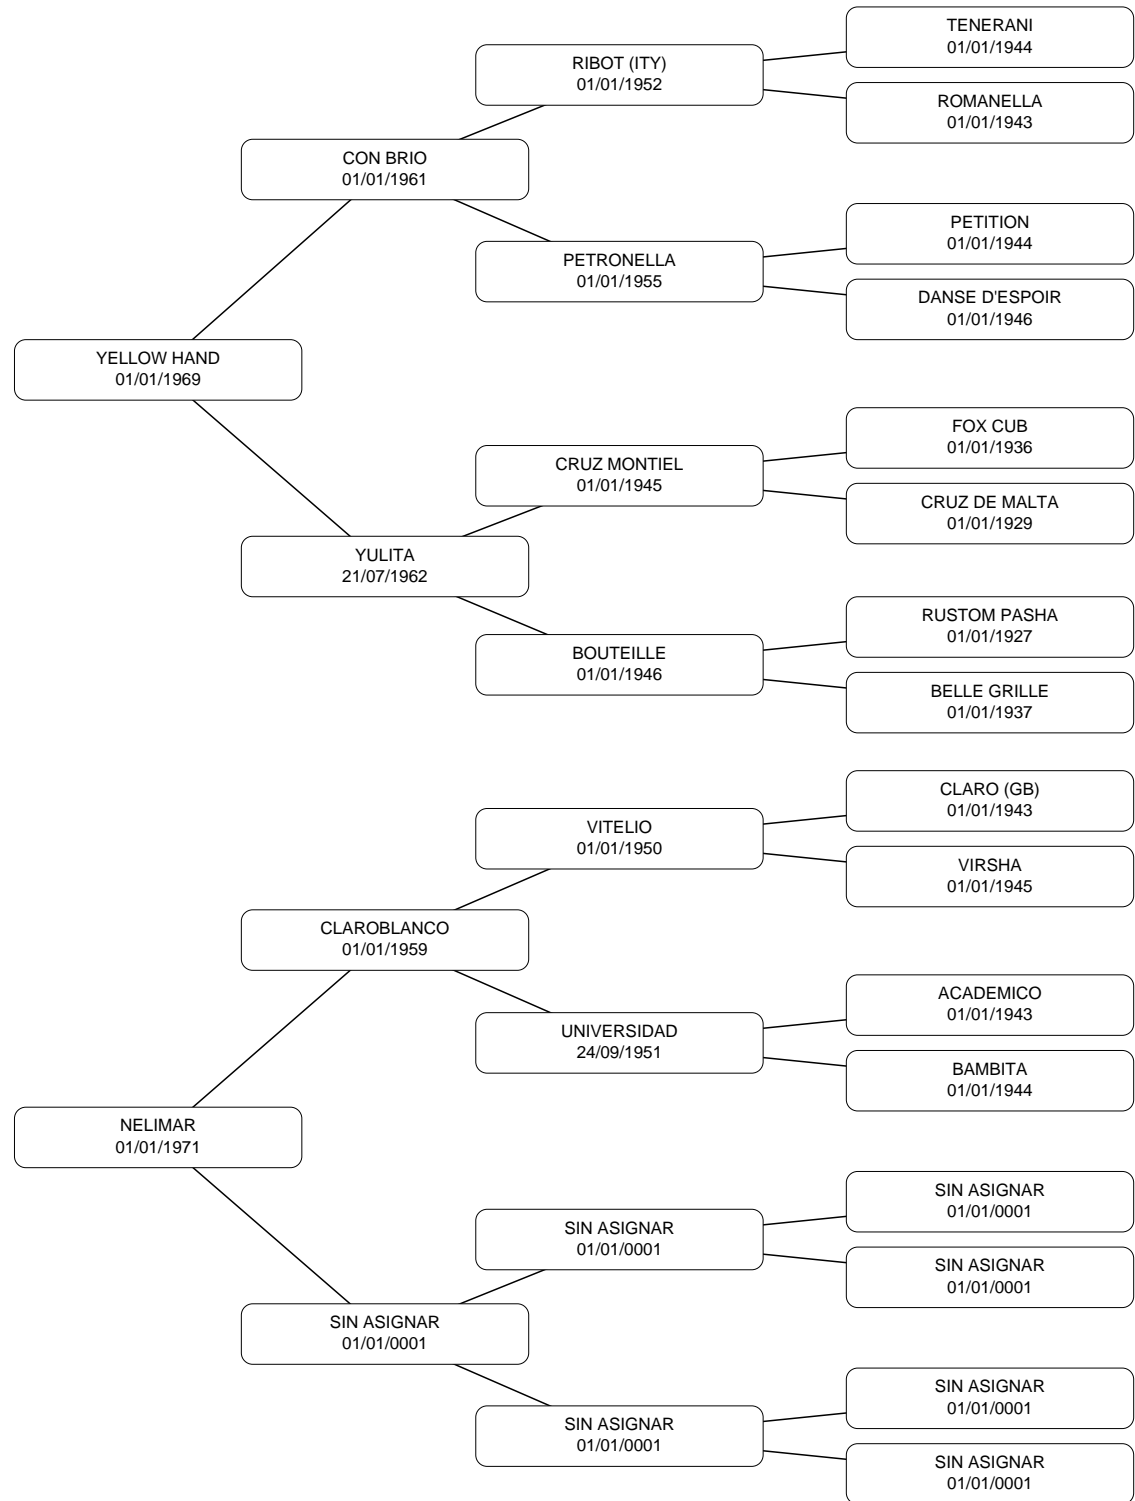 TENERANI
01/01/1944
RIBOT (ITY)
01/01/1952
ROMANELLA
01/01/1943
CON BRIO
01/01/1961
PETITION
01/01/1944
PETRONELLA
01/01/1955
DANSE D'ESPOIR
01/01/1946
YELLOW HAND
01/01/1969
FOX CUB
01/01/1936
CRUZ MONTIEL
01/01/1945
CRUZ DE MALTA
01/01/1929
YULITA
21/07/1962
RUSTOM PASHA
01/01/1927
BOUTEILLE
01/01/1946
BELLE GRILLE
01/01/1937
CLARO (GB)
01/01/1943
VITELIO
01/01/1950
VIRSHA
01/01/1945
CLAROBLANCO
01/01/1959
ACADEMICO
01/01/1943
UNIVERSIDAD
24/09/1951
BAMBITA
01/01/1944
NELIMAR
01/01/1971
SIN ASIGNAR
01/01/0001
SIN ASIGNAR
01/01/0001
SIN ASIGNAR
01/01/0001
SIN ASIGNAR
01/01/0001
SIN ASIGNAR
01/01/0001
SIN ASIGNAR
01/01/0001
SIN ASIGNAR
01/01/0001